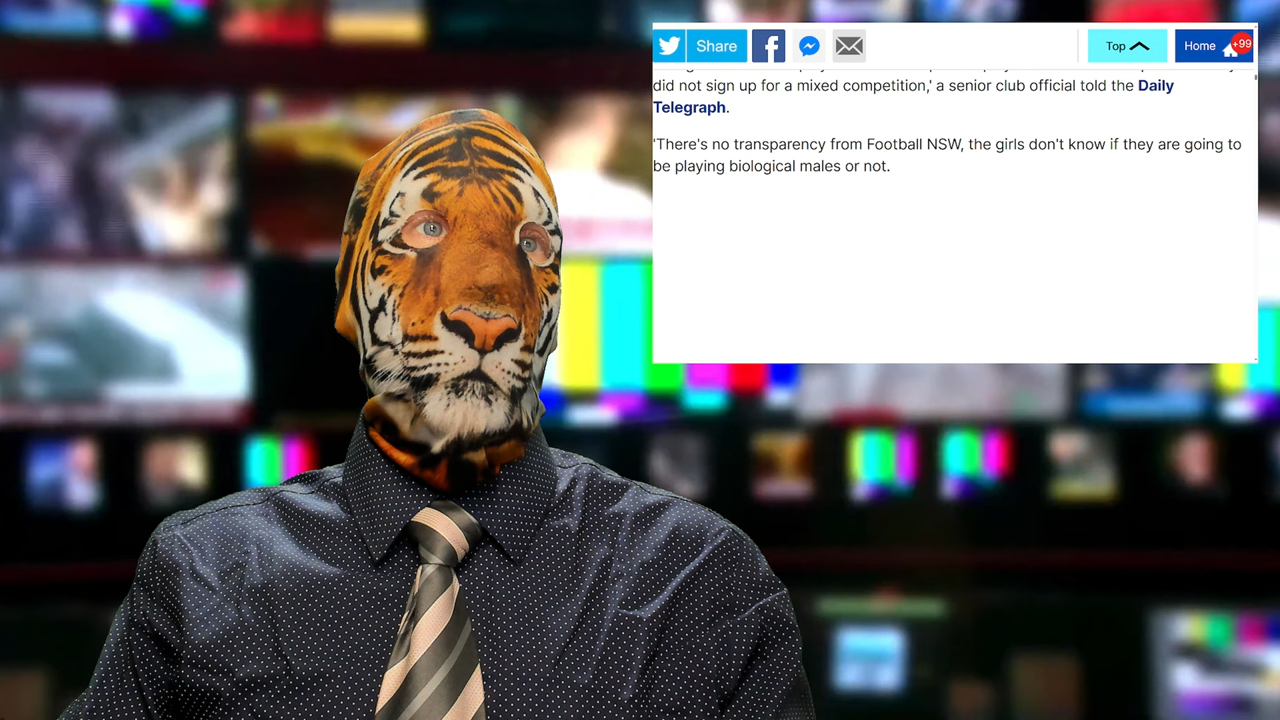 Share
Top
Home
+99
did not sign up for a mixed competition,' a senior club official told the Daily
Telegraph.
'There's no transparency from Football NSW, the girls don't know if they are going to
be playing biological males or not.